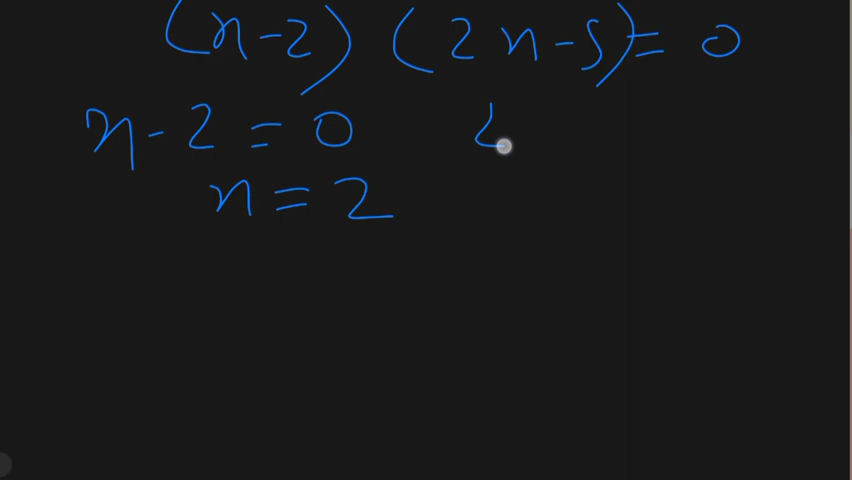 (x-2) (2x-5) = 0
x-2 = 0
x = 2